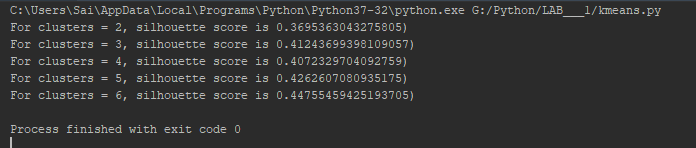 C:\Users\Sai\AppData\Local\Programs\Python\Python37-32\python.exe G:/Python/LAB___1/kmeans.py
For clusters = 2, silhouette score is 0.3695363043275805)
For clusters = 3, silhouette score is 0.41243699398109057)
For clusters = 4, silhouette score is 0.4072329704092759)
For clusters = 5, silhouette score is 0.4262607080935175)
For clusters = 6, silhouette score is 0.44755459425193705)
Process finished with exit code 0